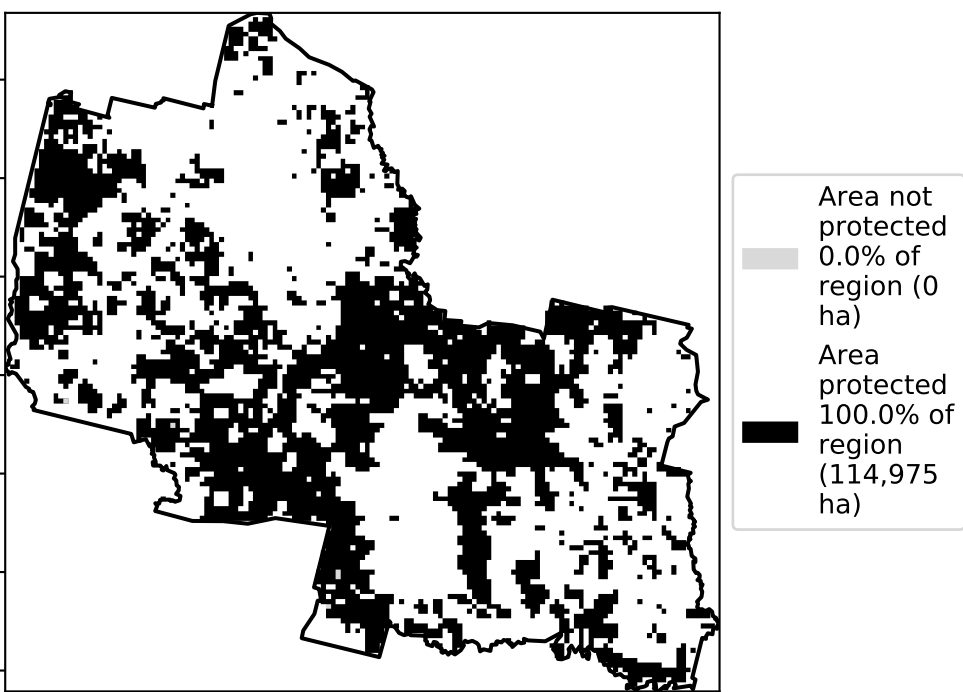 Area not
protected
0.0% of
region (0
ha)
Area
protected
100.0% of
region
(114,975
ha)